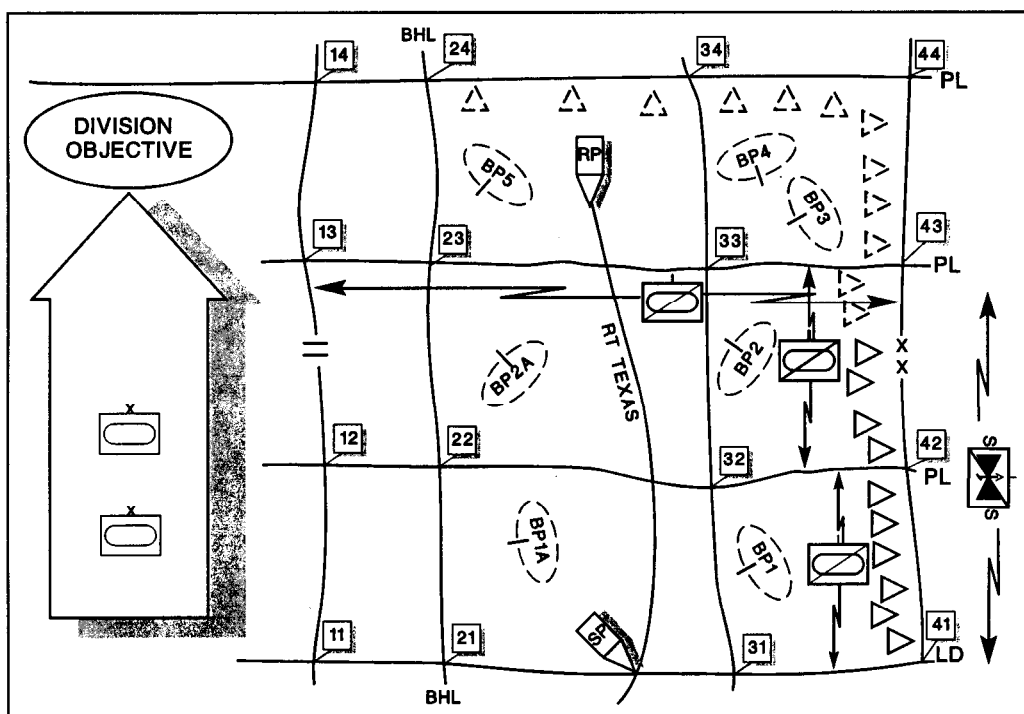 BHL
14
24
34
44
PL
DIVISION
OBJECTIVE
BP5
RP
BP4
BP3
13
23
33
43
PL
RT TEXAS
BP2A
BP2
X
X
X
12
22
32
42
PL
S
S
X
BP1A
BP1
SP
11
21
31
41
LD
BHL